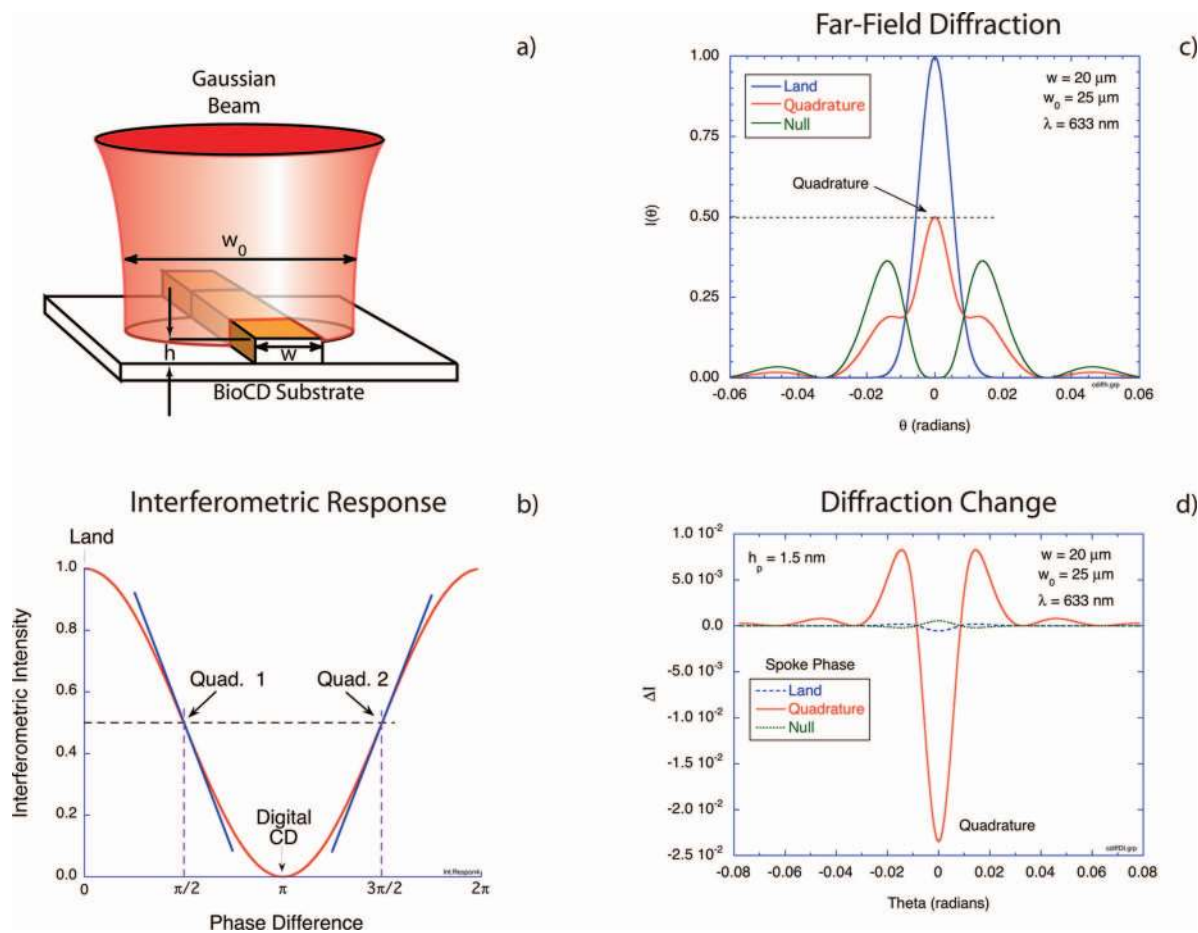 a)
Gaussian
Beam
w0
h
w
BioCD Substrate
Far-Field Diffraction
c)
1.00
0.75
0.50
0.25
0.00
I(θ)
Land
Quadrature
Null
w = 20 μm
w0 = 25 μm
λ = 633 nm
Quadrature
-0.06 -0.04 -0.02 0 0.02 0.04 0.06
θ (radians)
Interferometric Response
b)
Land
1.0
0.8
0.6
0.4
0.2
0.0
Interferometric Intensity
Quad. 1
Quad. 2
Digital
CD
0 π/2 π 3π/2 2π
Phase Difference
Diffraction Change
d)
1.0 10-2
5.0 10-3
0.0
-5.0 10-3
-1.0 10-2
-1.5 10-2
-2.0 10-2
-2.5 10-2
ΔI
hp = 1.5 nm
w = 20 μm
w0 = 25 μm
λ = 633 nm
Spoke Phase
Land
Quadrature
Null
Quadrature
-0.08 -0.06 -0.04 -0.02 0 0.02 0.04 0.06 0.08
Theta (radians)